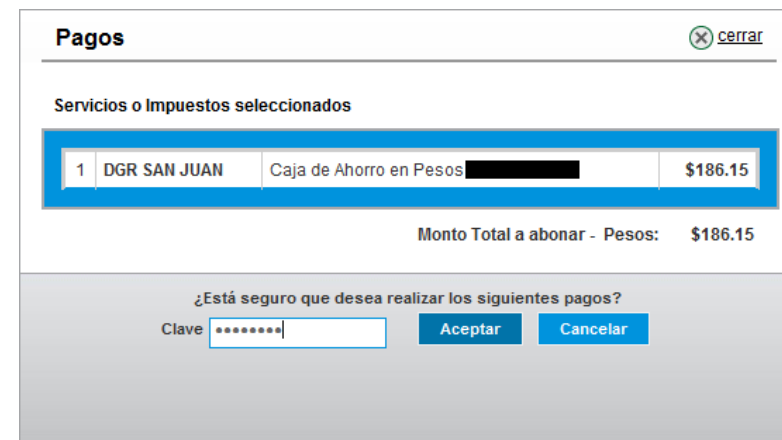 Pagos cerrar
Servicios o Impuestos seleccionados
1 DGR SAN JUAN Caja de Ahorro en Pesos $186.15
Monto Total a abonar - Pesos: $186.15
¿Está seguro que desea realizar los siguientes pagos?
Clave •••••••• Aceptar Cancelar